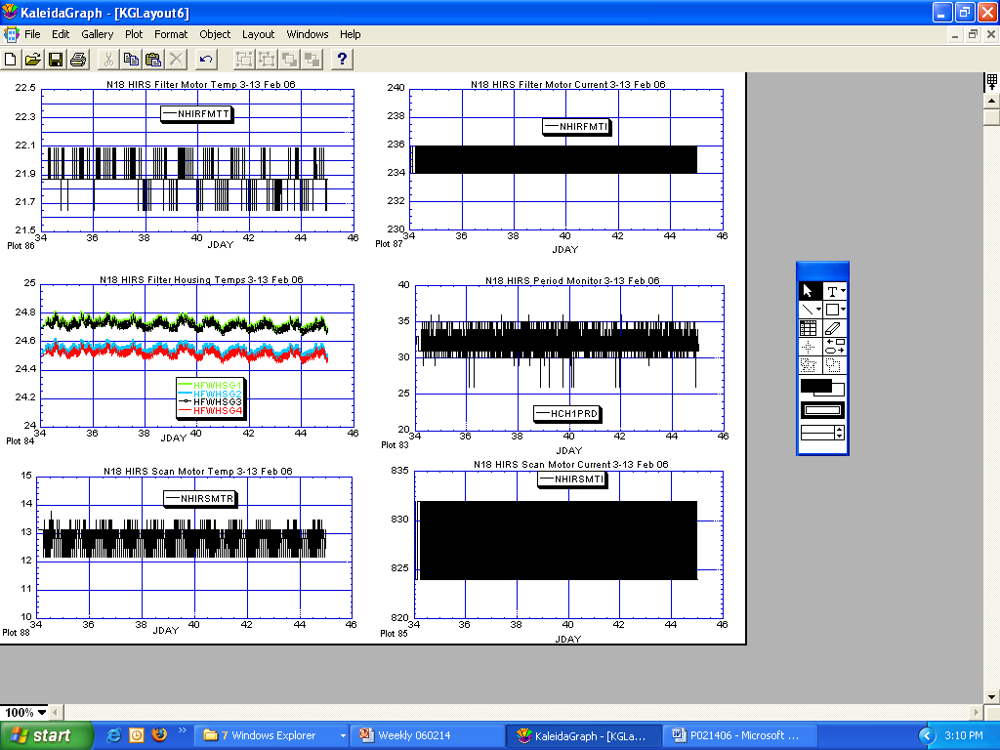 KaleidaGraph - [KGLayout6]
File Edit Gallery Plot Format Object Layout Windows Help
N18 HIRS Filter Motor Temp 3-13 Feb 06
NHIRFMTT
22.5
22.3
22.1
21.9
21.7
21.5
34 36 38 40 42 44 46
JDAY
Plot 86
N18 HIRS Filter Motor Current 3-13 Feb 06
NHIRFMTI
240
238
236
234
232
230
34 36 38 40 42 44 46
JDAY
Plot 87
N18 HIRS Filter Housing Temps 3-13 Feb 06
25
24.8
24.6
24.4
24.2
24
HFWHSG1
HFWHSG2
HFWHSG3
HFWHSG4
34 36 38 40 42 44 46
JDAY
Plot 84
N18 HIRS Period Monitor 3-13 Feb 06
40
35
30
25
20
HCH1PRD
34 36 38 40 42 44 46
JDAY
Plot 83
N18 HIRS Scan Motor Temp 3-13 Feb 06
NHIRSMTR
15
14
13
12
11
10
34 36 38 40 42 44 46
JDAY
Plot 88
N18 HIRS Scan Motor Current 3-13 Feb 06
NHIRSMTI
835
830
825
820
34 36 38 40 42 44 46
JDAY
Plot 85
T
100%
start
7 Windows Explorer
Weekly 060214
KaleidaGraph - [KGLa...
P021406 - Microsoft ...
3:10 PM